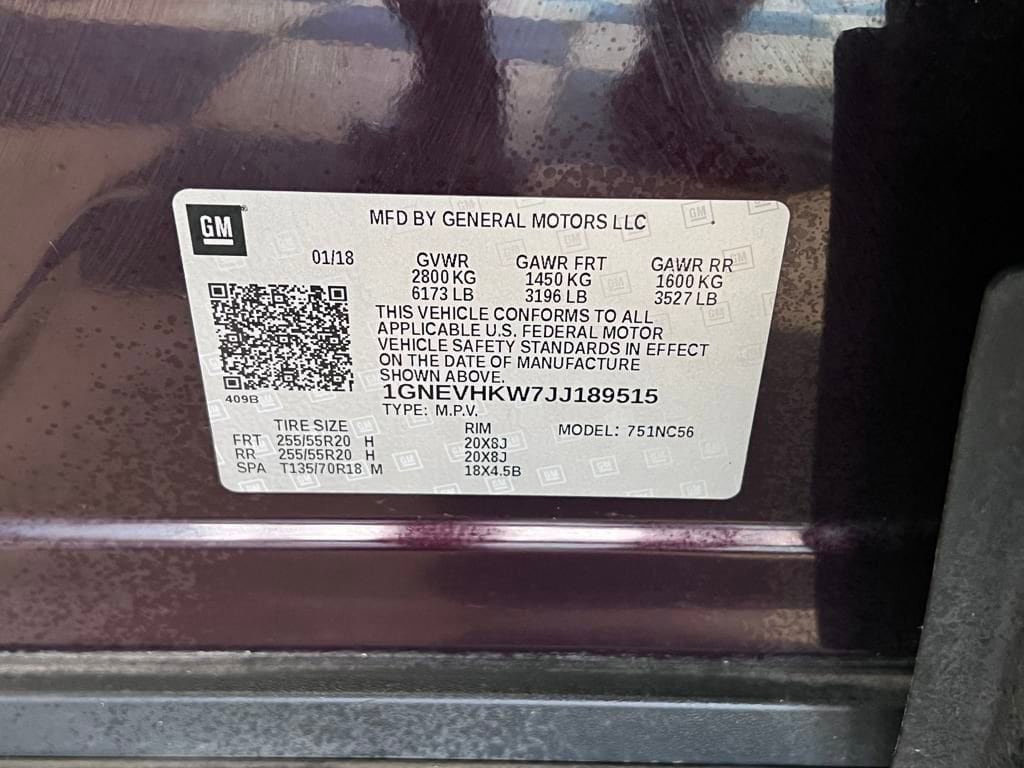 GM
MFD BY GENERAL MOTORS LLC
01/18 GVWR GAWR FRT GAWR RR
2800 KG 1450 KG 1600 KG
6173 LB 3196 LB 3527 LB
THIS VEHICLE CONFORMS TO ALL
APPLICABLE U.S. FEDERAL MOTOR
VEHICLE SAFETY STANDARDS IN EFFECT
ON THE DATE OF MANUFACTURE
SHOWN ABOVE.
409B
1GNEVHKW7JJ189515
TYPE: M.P.V.
TIRE SIZE RIM MODEL: 751NC56
FRT 255/55R20 H 20X8J
RR 255/55R20 H 20X8J
SPA T135/70R18 M 18X4.5B